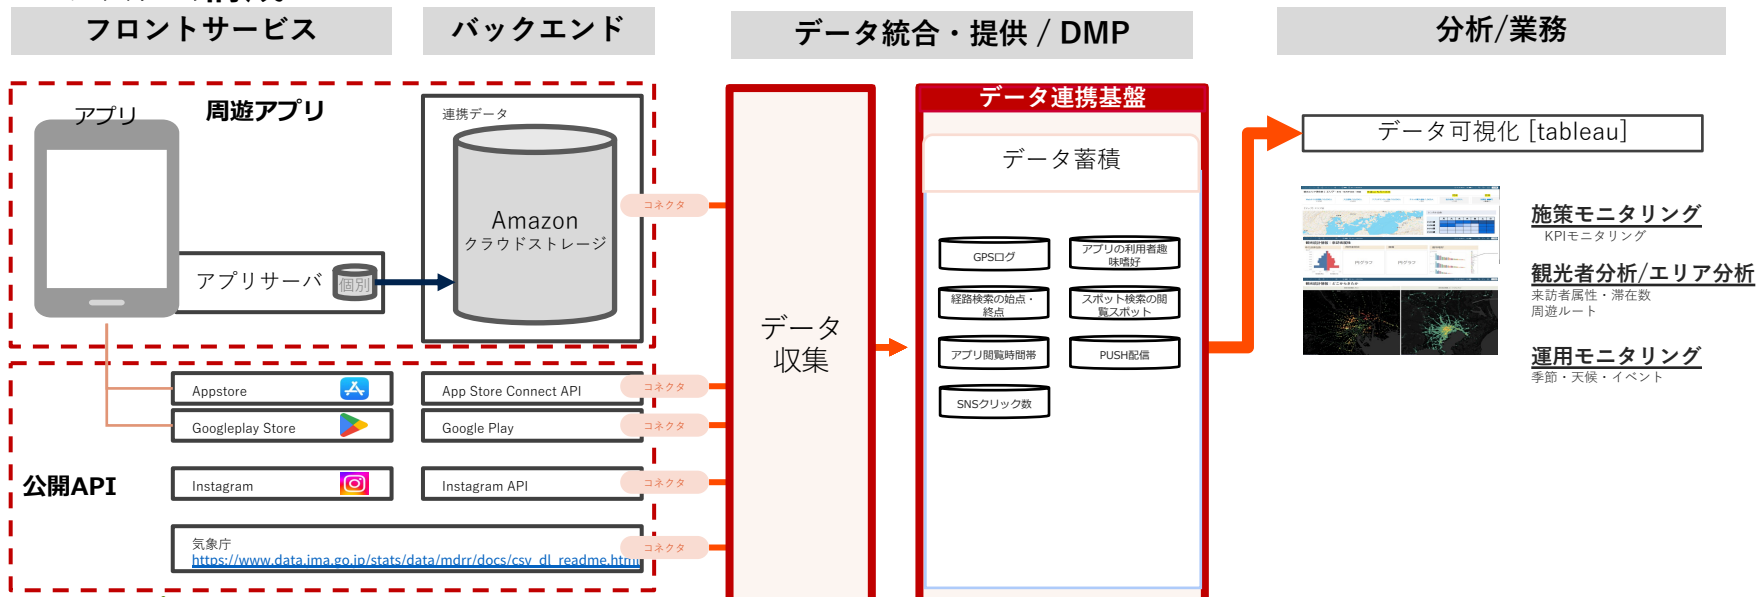 フロントサービス
バックエンド
データ統合・提供 / DMP
分析/業務
アプリ
周遊アプリ
連携データ
Amazon
クラウドストレージ
アプリサーバ
個別
コネクタ
Appstore
App Store Connect API
コネクタ
Googleplay Store
Google Play
コネクタ
公開API
Instagram
Instagram API
コネクタ
気象庁
https://www.data.jma.go.jp/stats/data/mdrr/docs/csv_dl_readme.html
コネクタ
データ
収集
データ連携基盤
データ蓄積
GPSログ
アプリの利用者趣
味嗜好
経路検索の始点・
終点
スポット検索の閲
覧スポット
アプリ閲覧時間帯
PUSH配信
SNSクリック数
データ可視化 [tableau]
施策モニタリング
KPIモニタリング
観光者分析/エリア分析
来訪者属性・滞在数
周遊ルート
運用モニタリング
季節・天候・イベント